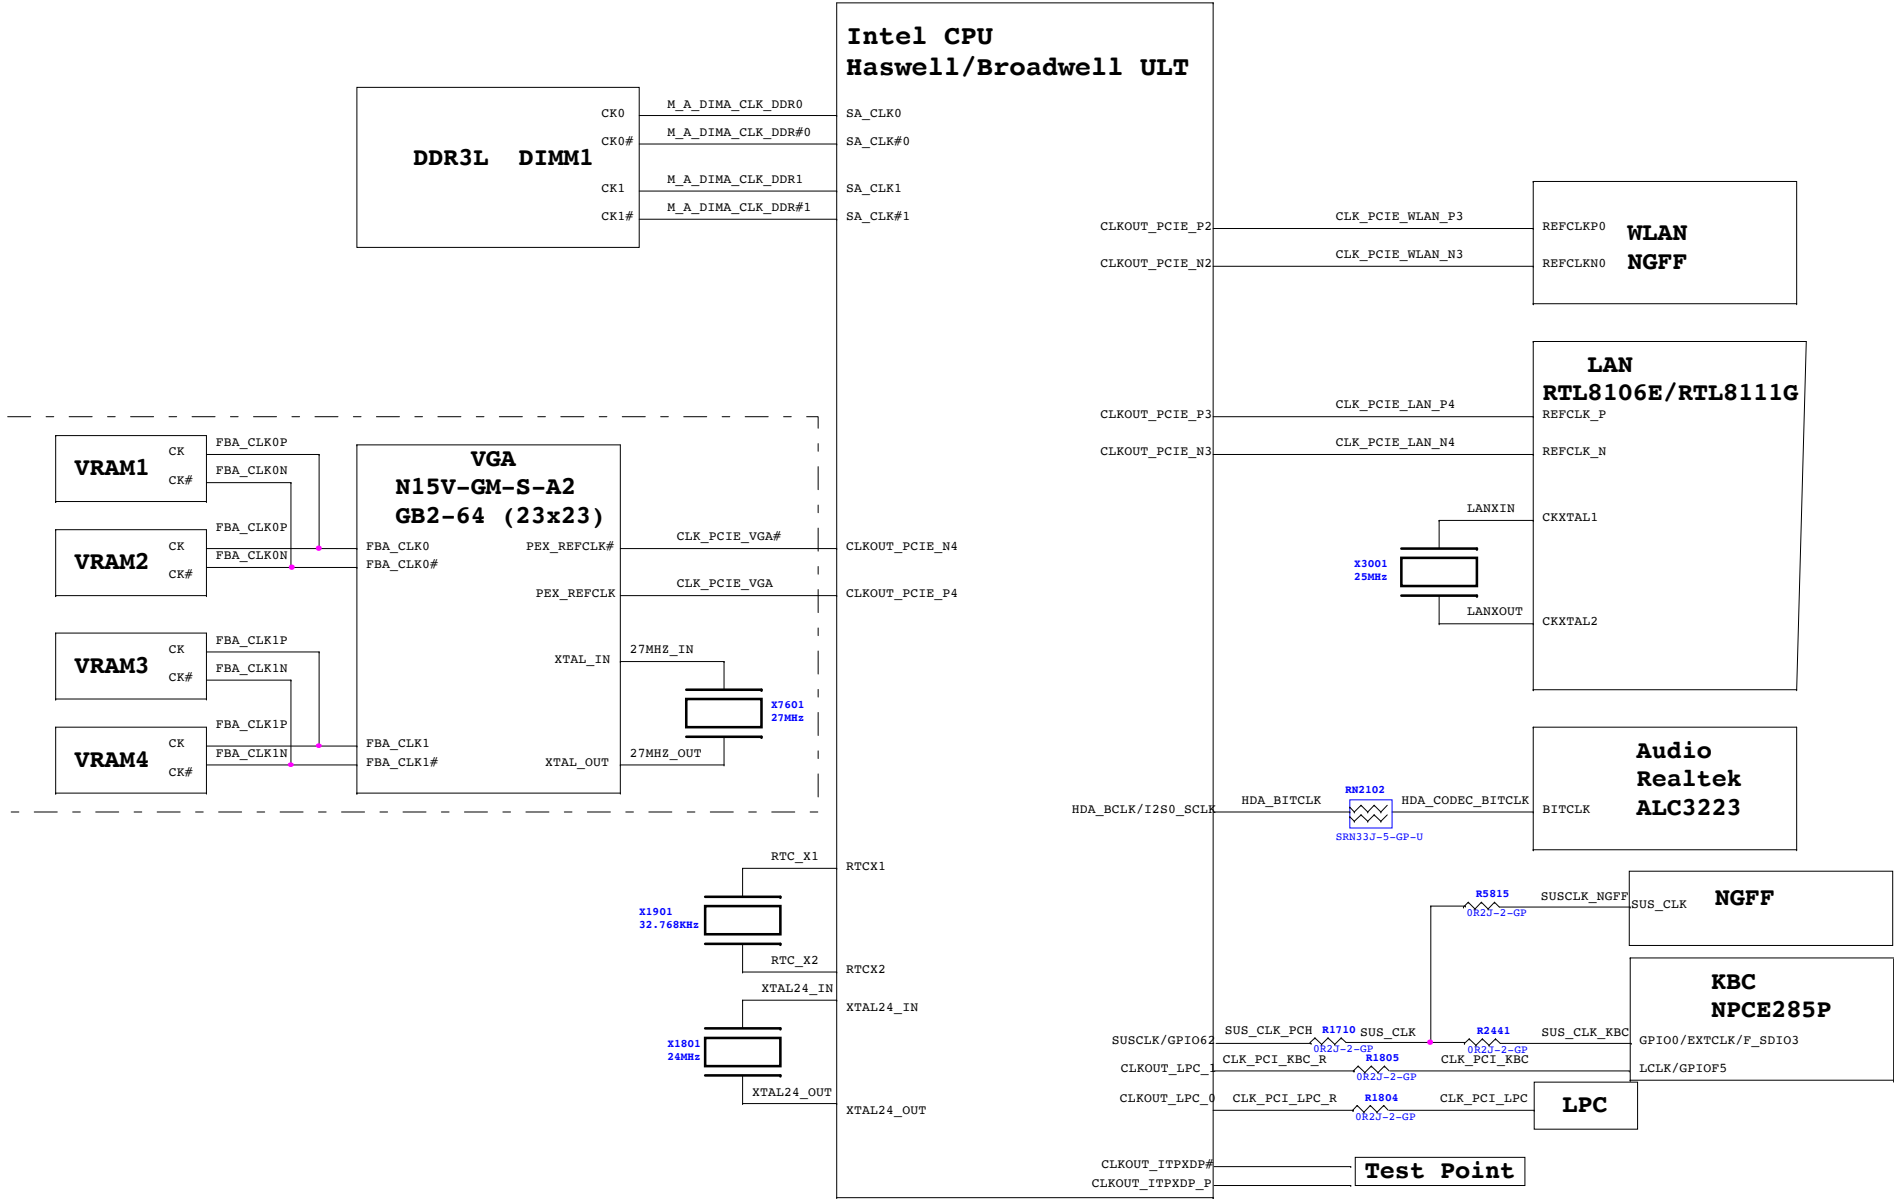 Intel CPU
Haswell/Broadwell ULT
DDR3L DIMM1
CK0
M_A_DIMA_CLK_DDR0
SA_CLK0
CK0#
M_A_DIMA_CLK_DDR#0
SA_CLK#0
CK1
M_A_DIMA_CLK_DDR1
SA_CLK1
CK1#
M_A_DIMA_CLK_DDR#1
SA_CLK#1
CLKOUT_PCIE_P2
CLK_PCIE_WLAN_P3
REFCLKP0
CLKOUT_PCIE_N2
CLK_PCIE_WLAN_N3
REFCLKN0
WLAN
NGFF
LAN
RTL8106E/RTL8111G
CLKOUT_PCIE_P3
CLK_PCIE_LAN_P4
REFCLK_P
CLKOUT_PCIE_N3
CLK_PCIE_LAN_N4
REFCLK_N
LANXIN
CKXTAL1
X3001
25MHz
LANXOUT
CKXTAL2
VRAM1
CK
FBA_CLK0P
CK#
FBA_CLK0N
VRAM2
CK
FBA_CLK0P
CK#
FBA_CLK0N
VRAM3
CK
FBA_CLK1P
CK#
FBA_CLK1N
VRAM4
CK
FBA_CLK1P
CK#
FBA_CLK1N
VGA
N15V-GM-S-A2
GB2-64 (23x23)
FBA_CLK0
FBA_CLK0#
FBA_CLK1
FBA_CLK1#
PEX_REFCLK#
CLK_PCIE_VGA#
CLKOUT_PCIE_N4
PEX_REFCLK
CLK_PCIE_VGA
CLKOUT_PCIE_P4
XTAL_IN
27MHZ_IN
X7601
27MHz
XTAL_OUT
27MHZ_OUT
Audio
Realtek
ALC3223
HDA_BCLK/I2S0_SCLK
HDA_BITCLK
RN2102
SRN33J-5-GP-U
HDA_CODEC_BITCLK
BITCLK
RTC_X1
RTCX1
X1901
32.768KHz
RTC_X2
RTCX2
XTAL24_IN
XTAL24_IN
X1801
24MHz
XTAL24_OUT
XTAL24_OUT
R5815
0R2J-2-GP
SUSCLK_NGFF
SUS_CLK
NGFF
KBC
NPCE285P
SUSCLK/GPIO62
SUS_CLK_PCH
R1710
0R2J-2-GP
SUS_CLK
R2441
0R2J-2-GP
SUS_CLK_KBC
GPIO0/EXTCLK/F_SDIO3
CLKOUT_LPC_1
CLK_PCI_KBC_R
R1805
0R2J-2-GP
CLK_PCI_KBC
LCLK/GPIOF5
CLKOUT_LPC_0
CLK_PCI_LPC_R
R1804
0R2J-2-GP
CLK_PCI_LPC
LPC
CLKOUT_ITPXDP#
CLKOUT_ITPXDP_P
Test Point